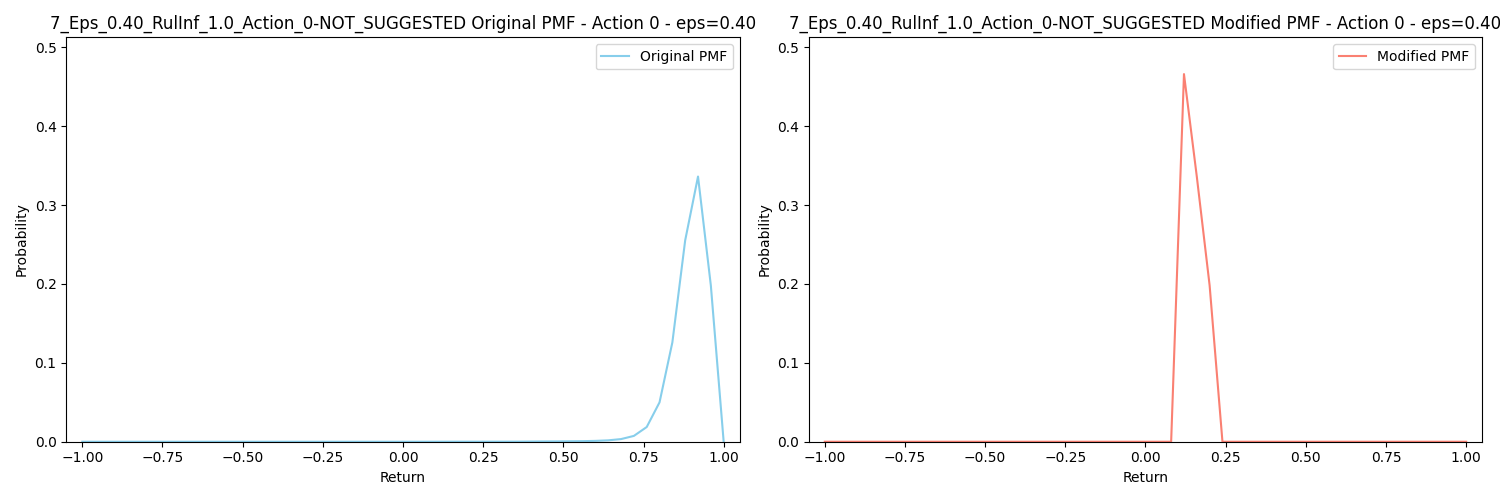 7_Eps_0.40_RulInf_1.0_Action_0-NOT_SUGGESTED Original PMF - Action 0 - eps=0.40
Original PMF
Probability
0.5
0.4
0.3
0.2
0.1
0.0
−1.00 −0.75 −0.50 −0.25 0.00 0.25 0.50 0.75 1.00
Return
7_Eps_0.40_RulInf_1.0_Action_0-NOT_SUGGESTED Modified PMF - Action 0 - eps=0.40
Modified PMF
Probability
0.5
0.4
0.3
0.2
0.1
0.0
−1.00 −0.75 −0.50 −0.25 0.00 0.25 0.50 0.75 1.00
Return